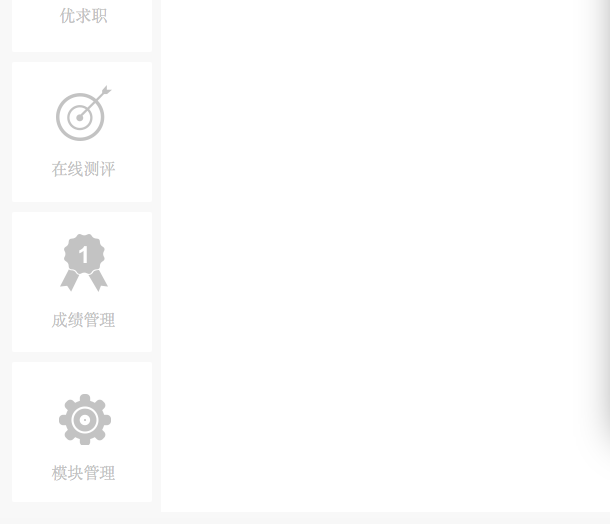 优求职
在线测评
1
成绩管理
模块管理